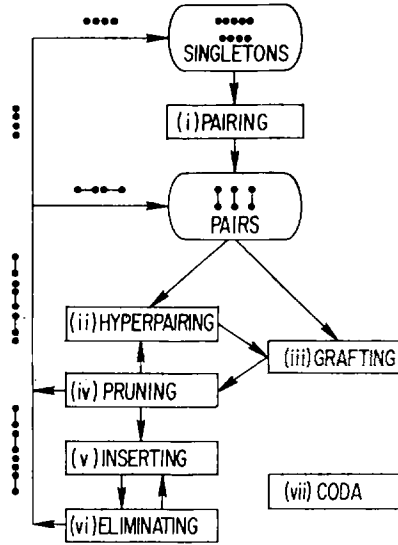 SINGLETONS
(i) PAIRING
PAIRS
(ii) HYPERPAIRING
(iii) GRAFTING
(iv) PRUNING
(v) INSERTING
(vii) CODA
(vi) ELIMINATING